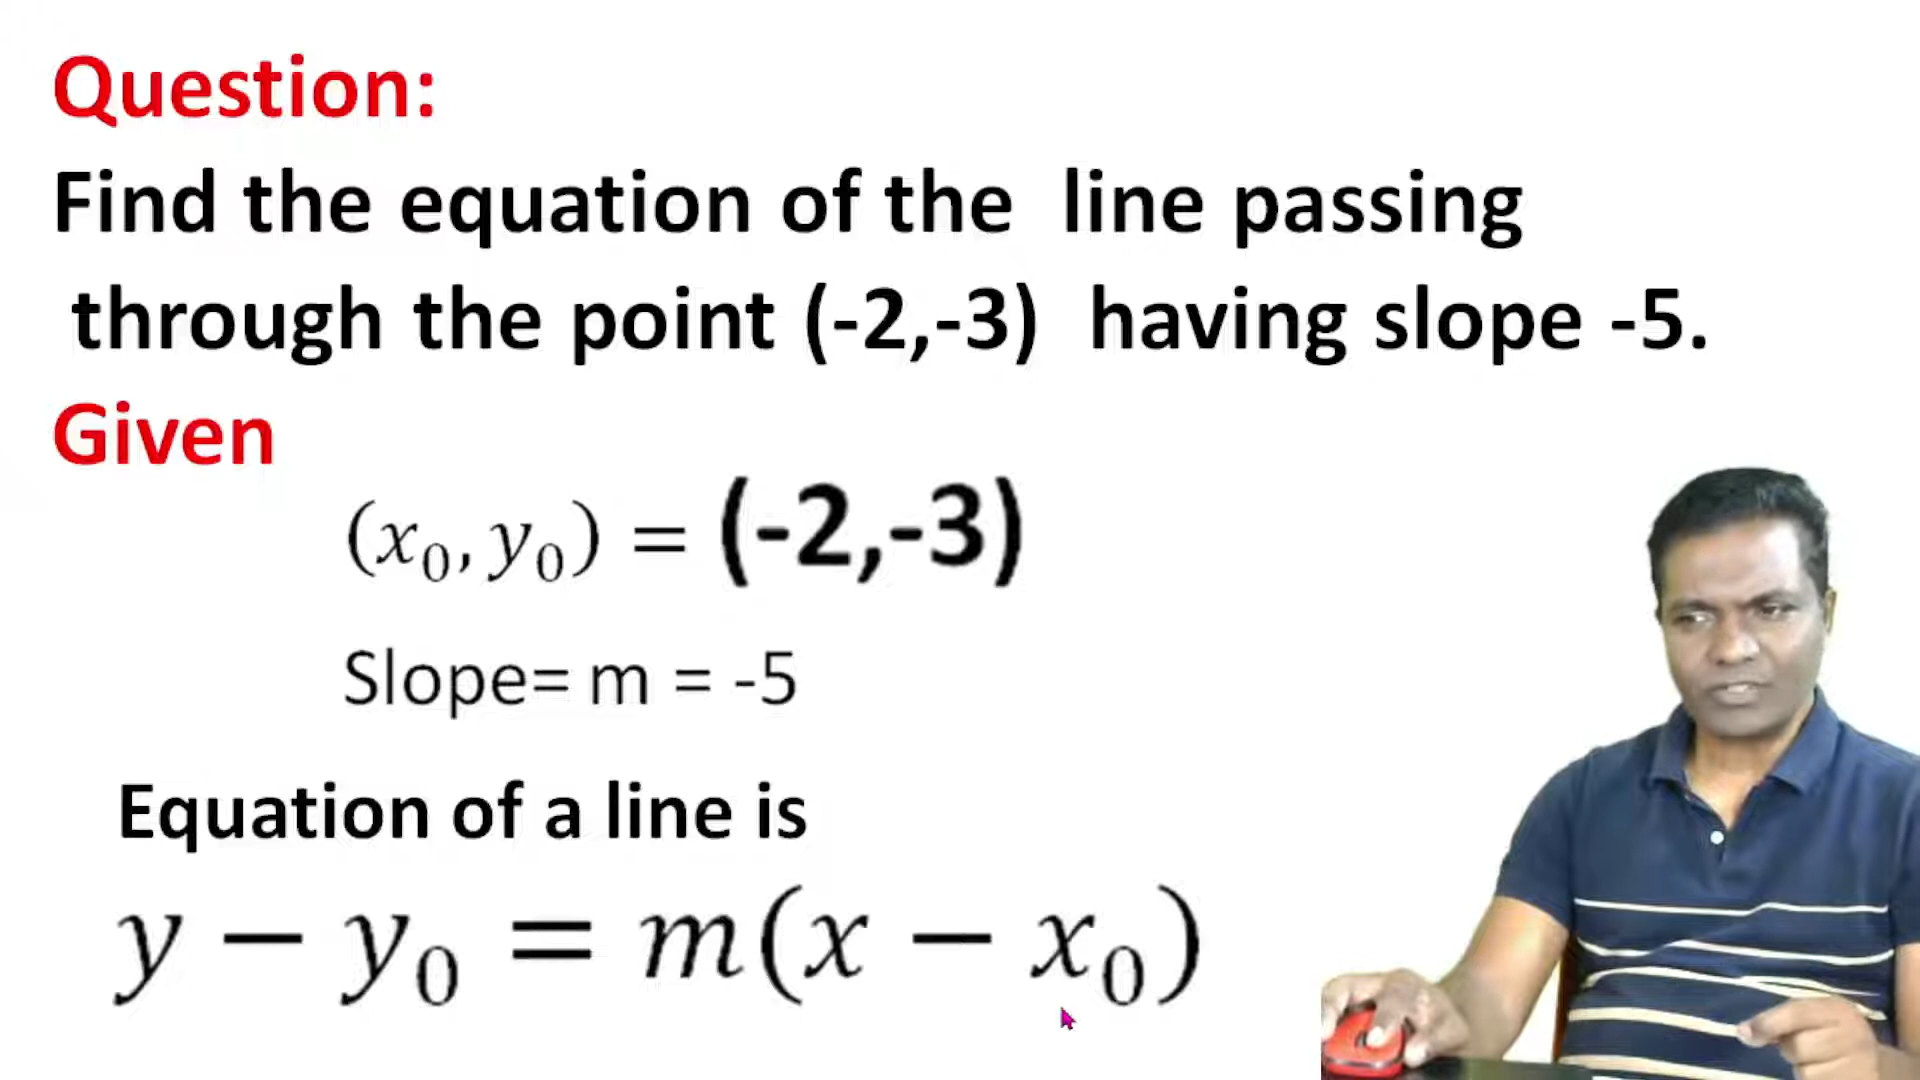 Question:
Find the equation of the line passing
through the point (-2,-3) having slope -5.
Given
(x₀, y₀) = (-2,-3)
Slope= m = -5
Equation of a line is
y − y₀ = m(x − x₀)